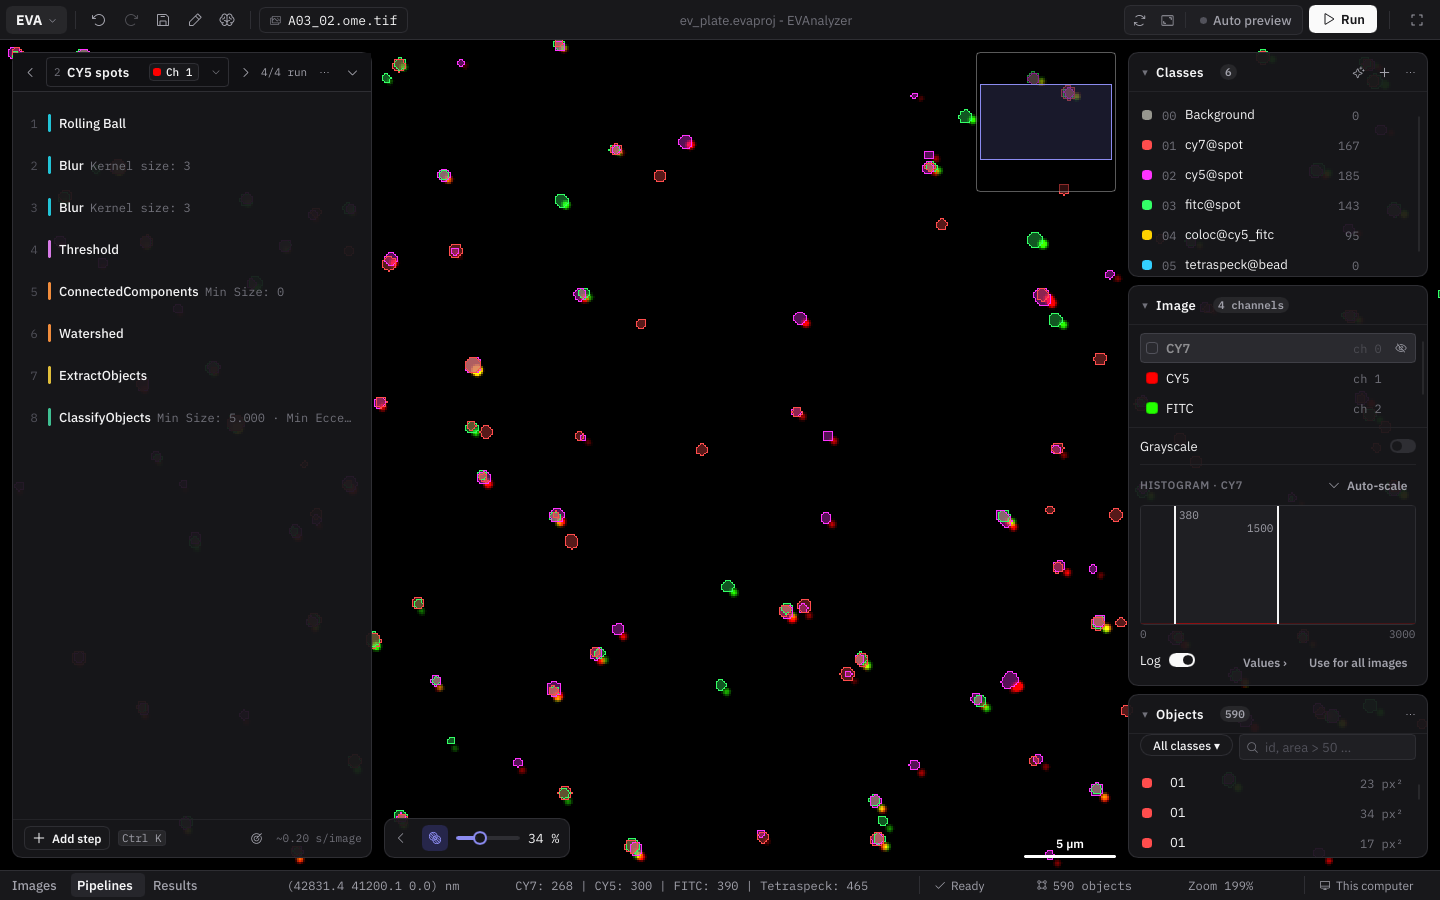 EVA
A03_02.ome.tif
ev_plate.evaproj - EVAnalyzer
Auto preview
Run
2 CY5 spots Ch 1 4/4 run ...
1 Rolling Ball
2 Blur Kernel size: 3
3 Blur Kernel size: 3
4 Threshold
5 ConnectedComponents Min Size: 0
6 Watershed
7 ExtractObjects
8 ClassifyObjects Min Size: 5.000 · Min Ecce…
+ Add step Ctrl K ~0.20 s/image
34 %
5 µm
Classes 6
00 Background 0
01 cy7@spot 167
02 cy5@spot 185
03 fitc@spot 143
04 coloc@cy5_fitc 95
05 tetraspeck@bead 0
Image 4 channels
CY7 ch 0
CY5 ch 1
FITC ch 2
Grayscale
HISTOGRAM · CY7 Auto-scale
380
1500
0 3000
Log Values › Use for all images
Objects 590
All classes ▾ id, area > 50 ...
01 23 px²
01 34 px²
01 17 px²
Images Pipelines Results (42831.4 41200.1 0.0) nm CY7: 268 | CY5: 300 | FITC: 390 | Tetraspeck: 465 Ready 590 objects Zoom 199% This computer